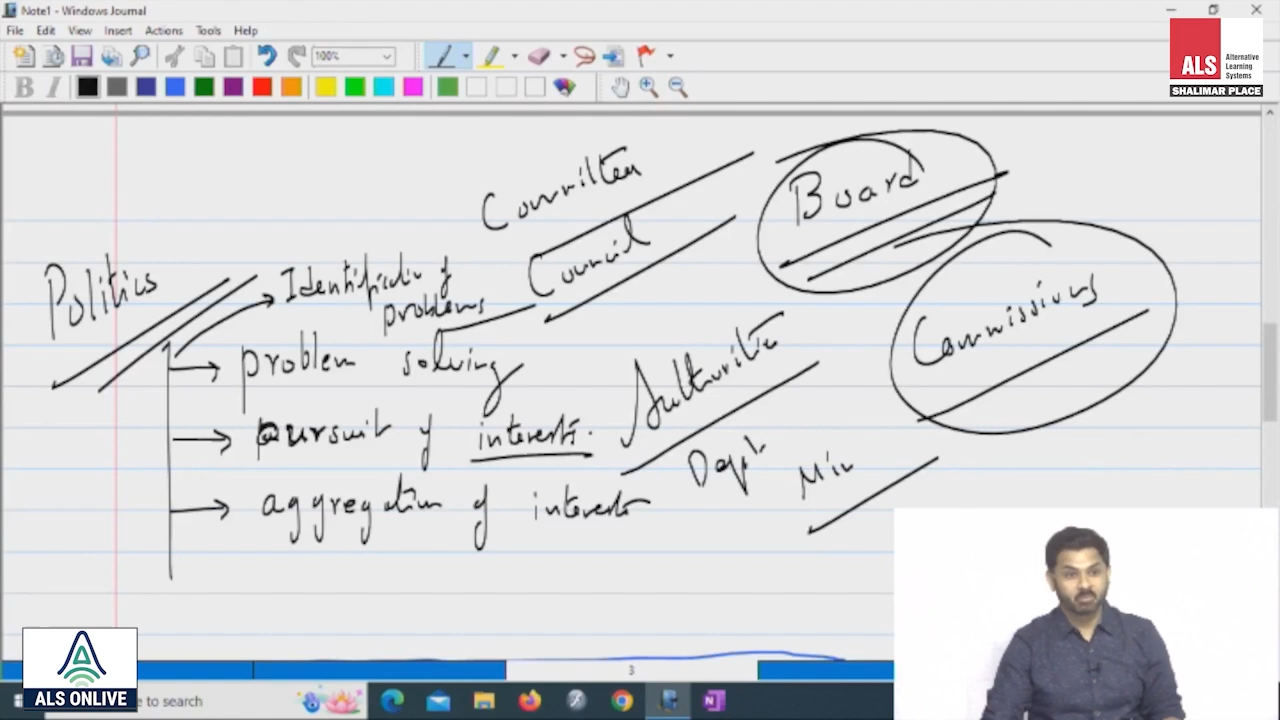 Note1 - Windows Journal
File Edit View Insert Actions Tools Help
100%
ALS
Alternative
Learning
Systems
SHALIMAR PLACE
Committee
Board
Council
Politics
Identification of
problems
Commissions
problem solving
Authorities
pursuit of interests.
Dept
Min
aggregation of interests
3
ALS ONLIVE
e to search